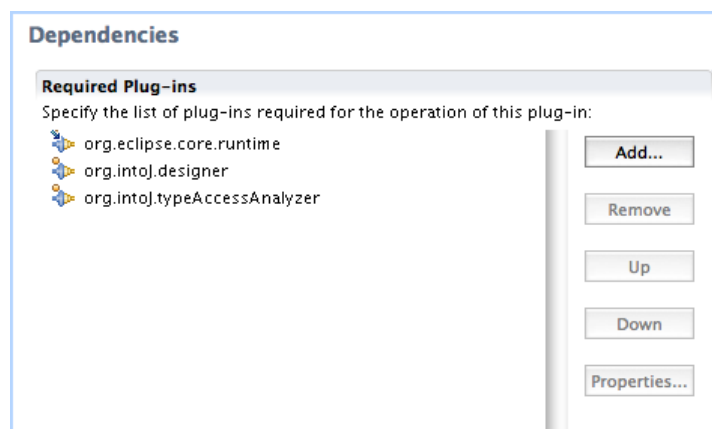 Dependencies
Required Plug-ins
Specify the list of plug-ins required for the operation of this plug-in:
org.eclipse.core.runtime
org.intoJ.designer
org.intoJ.typeAccessAnalyzer
Add...
Remove
Up
Down
Properties...